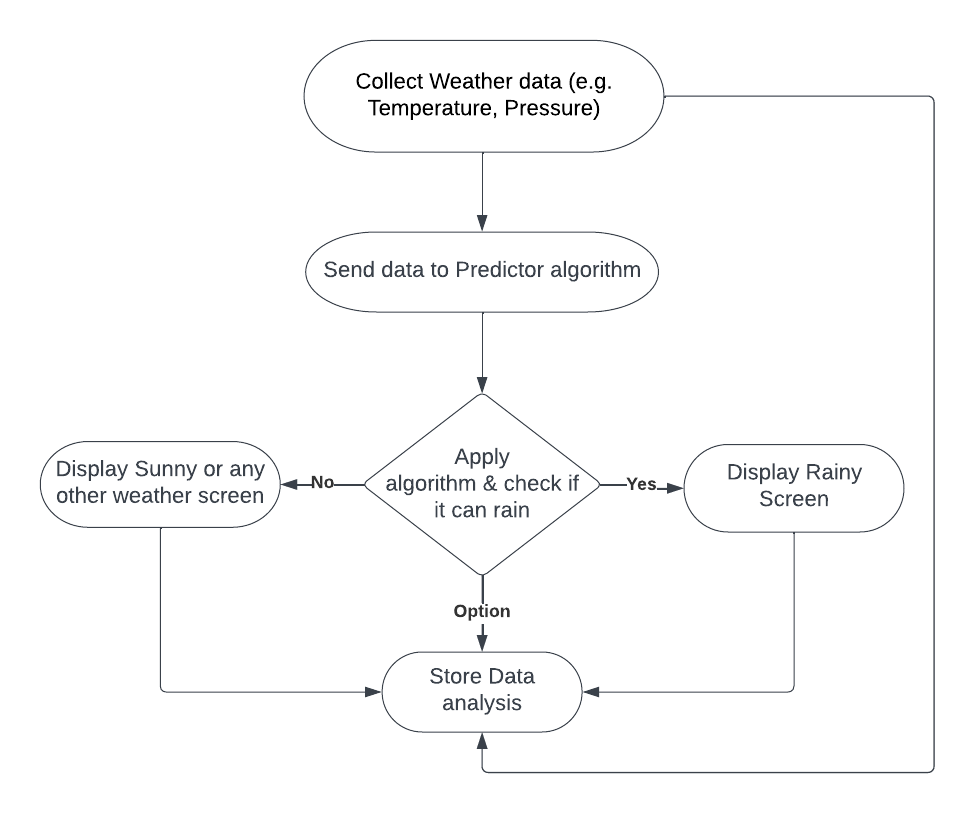 Collect Weather data (e.g.
Temperature, Pressure)
Send data to Predictor algorithm
Apply
algorithm & check if
it can rain
No
Display Sunny or any
other weather screen
Yes
Display Rainy
Screen
Option
Store Data
analysis